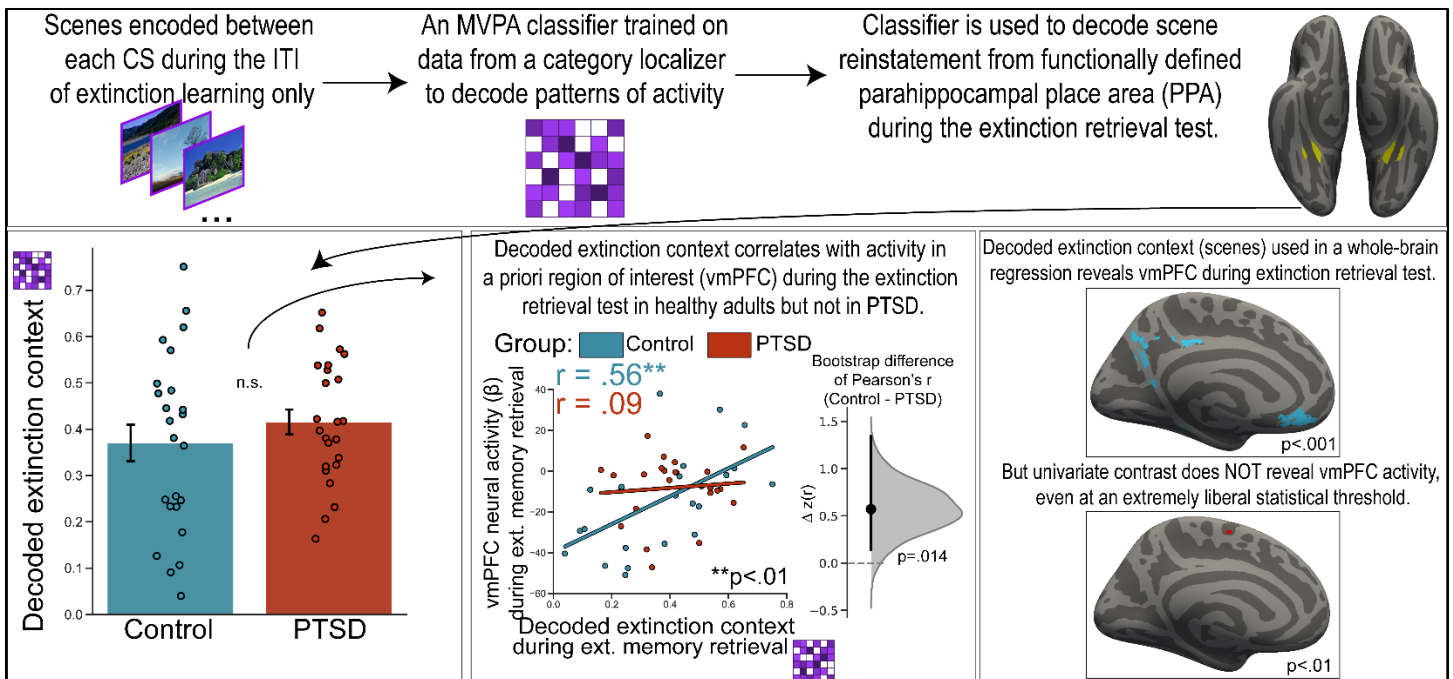 Scenes encoded between
each CS during the ITI
of extinction learning only
...
An MVPA classifier trained on
data from a category localizer
to decode patterns of activity
Classifier is used to decode scene
reinstatement from functionally defined
parahippocampal place area (PPA)
during the extinction retrieval test.
Decoded extinction context
0.7
0.6
0.5
0.4
0.3
0.2
0.1
0.0
n.s.
Control
PTSD
Decoded extinction context correlates with activity in
a priori region of interest (vmPFC) during the extinction
retrieval test in healthy adults but not in PTSD.
Group: Control PTSD
r = .56**
r = .09
vmPFC neural activity (β)
during ext. memory retrieval
40
20
0
-20
-40
-60
0.0 0.2 0.4 0.6 0.8
**p<.01
Decoded extinction context
during ext. memory retrieval
Bootstrap difference
of Pearson's r
(Control - PTSD)
Δ z(r)
1.5
1.0
0.5
0.0
−0.5
p=.014
Decoded extinction context (scenes) used in a whole-brain
regression reveals vmPFC during extinction retrieval test.
p<.001
But univariate contrast does NOT reveal vmPFC activity,
even at an extremely liberal statistical threshold.
p<.01